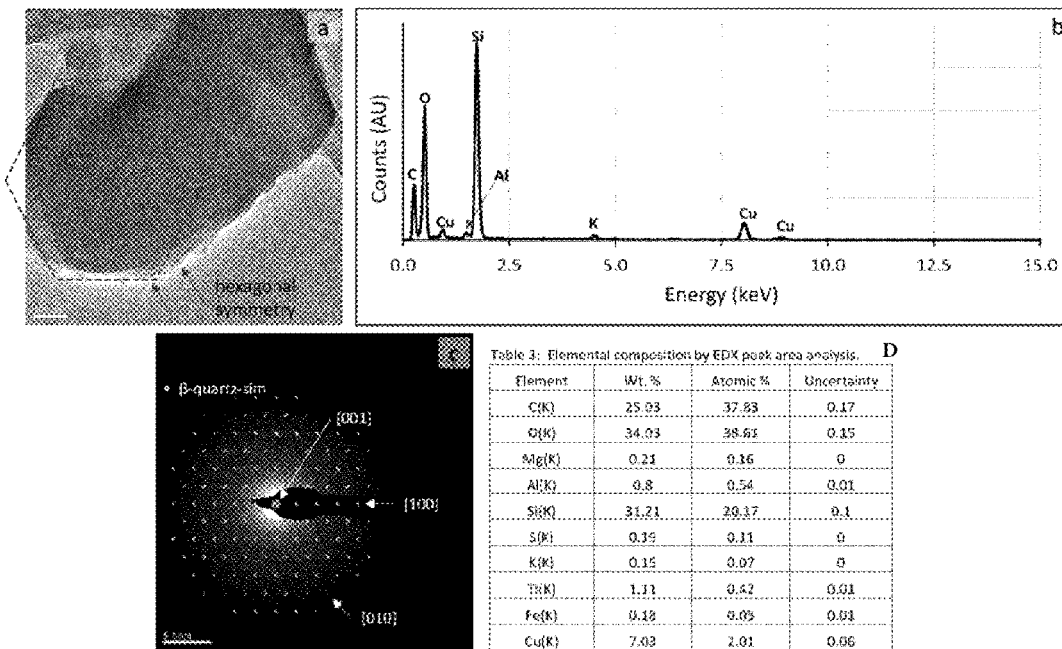 a
hexagonal
symmetry
b
Counts (AU)
C
O
Cu
Si
Al
K
Cu
Cu
0.0
2.5
5.0
7.5
10.0
12.5
15.0
Energy (keV)
c
β-quartz-sim
[001]
[100]
[010]
D
Table 3: Elemental composition by EDX peak area analysis.
Element Wt. % Atomic % Uncertainty
C(K) 25.03 37.83 0.17
O(K) 34.03 38.61 0.15
Mg(K) 0.21 0.16 0
Al(K) 0.8 0.54 0.01
Si(K) 31.21 20.17 0.1
S(K) 0.11 0
K(K) 0.15 0.07 0
Ti(K) 1.11 0.42 0.01
Fe(K) 0.18 0.05 0.01
Cu(K) 7.03 2.01 0.06